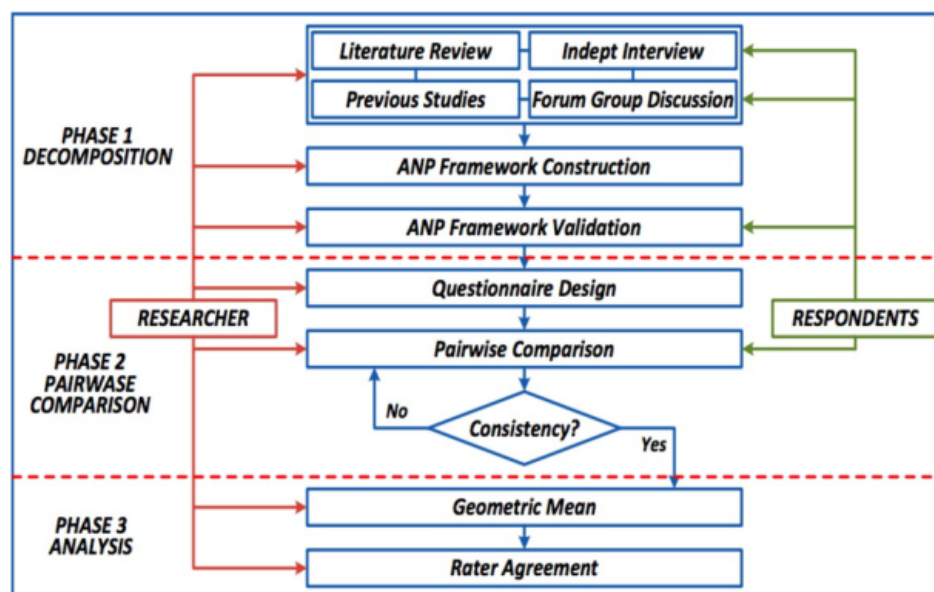 Literature Review
Indept Interview
Previous Studies
Forum Group Discussion
PHASE 1
DECOMPOSITION
ANP Framework Construction
ANP Framework Validation
Questionnaire Design
RESEARCHER
RESPONDENTS
Pairwise Comparison
PHASE 2
PAIRWASE
COMPARISON
No
Consistency?
Yes
Geometric Mean
PHASE 3
ANALYSIS
Rater Agreement